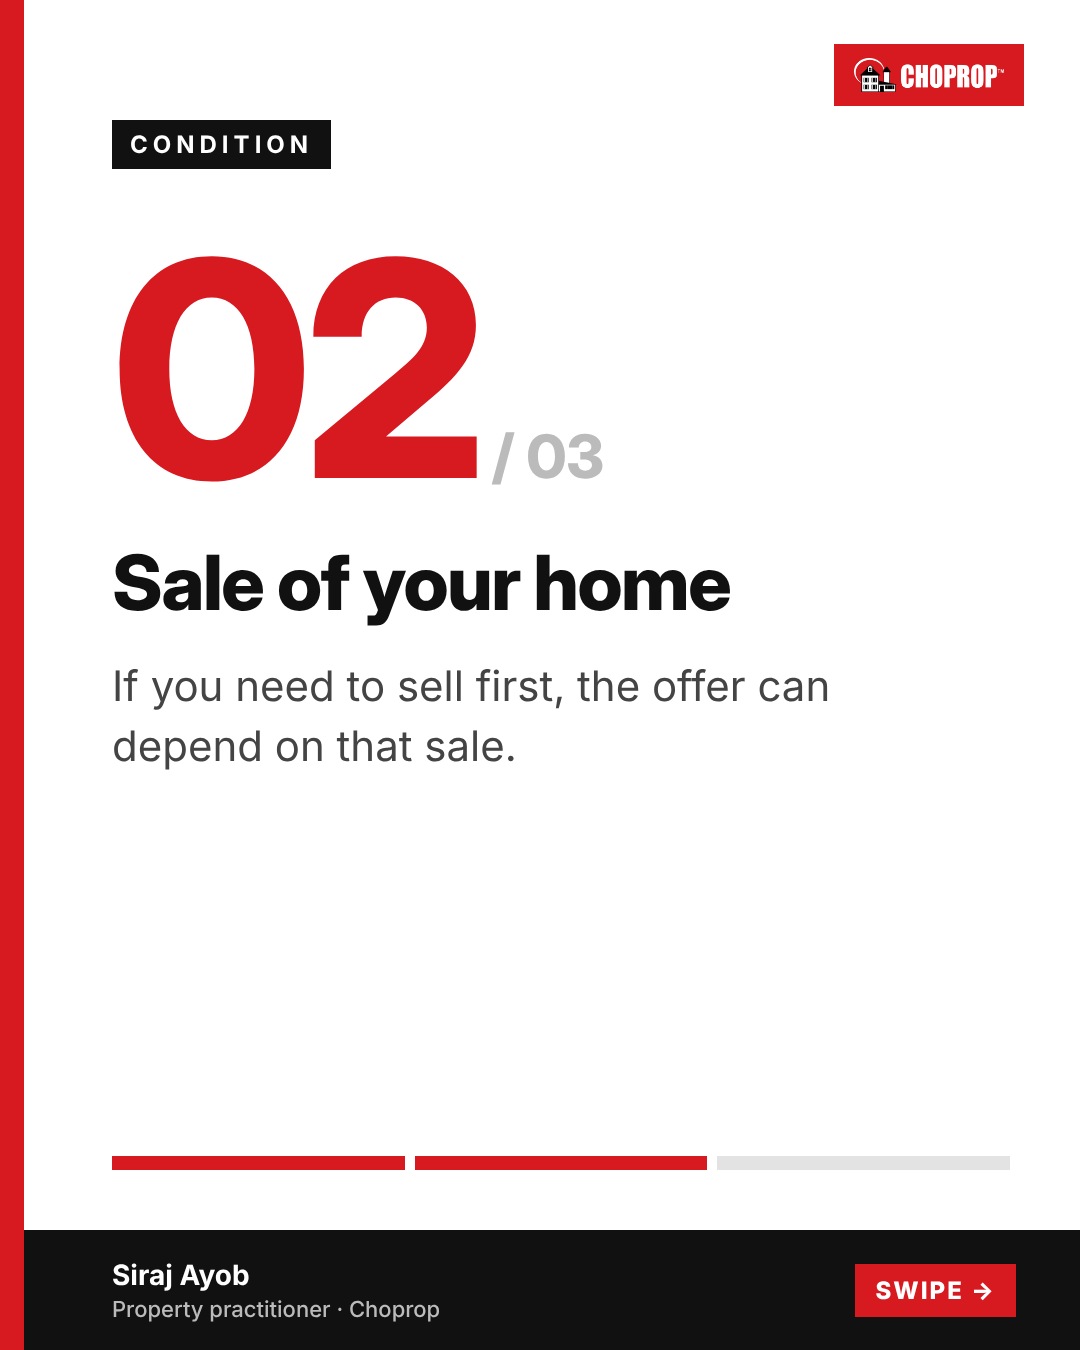 CHOPROP™
CONDITION
02 / 03
Sale of your home
If you need to sell first, the offer can
depend on that sale.
Siraj Ayob
Property practitioner · Choprop
SWIPE →